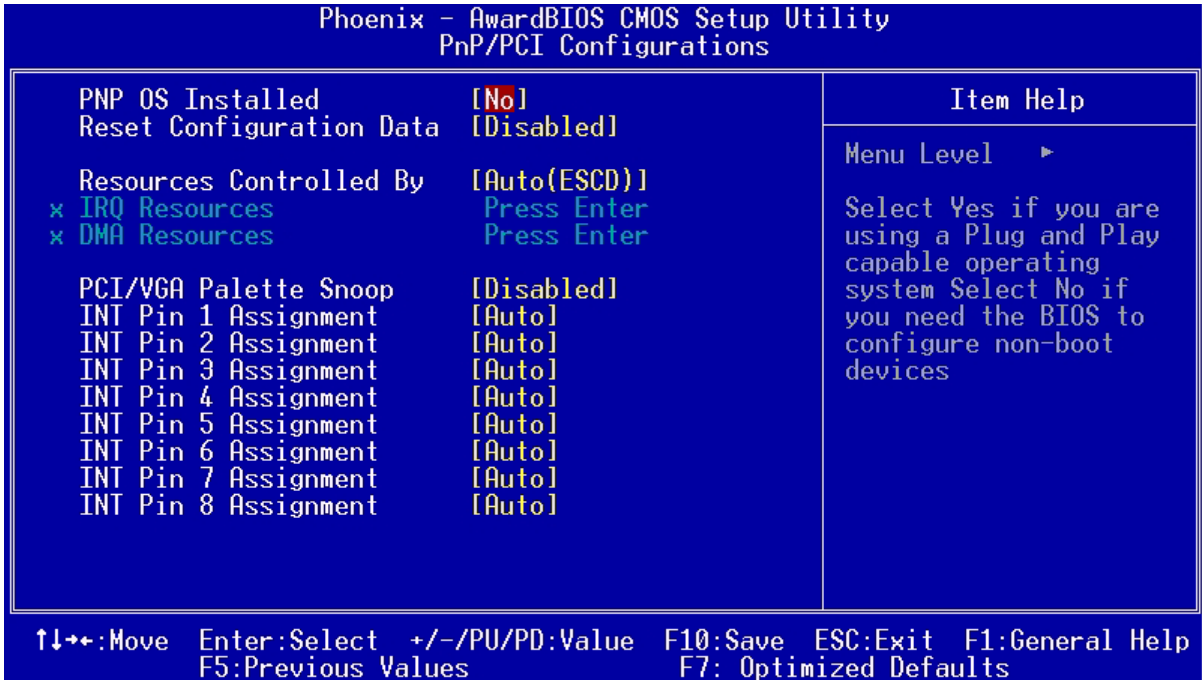 Phoenix - AwardBIOS CMOS Setup Utility
PnP/PCI Configurations
PNP OS Installed [No]
Reset Configuration Data [Disabled]
Resources Controlled By [Auto(ESCD)]
x IRQ Resources Press Enter
x DMA Resources Press Enter
PCI/VGA Palette Snoop [Disabled]
INT Pin 1 Assignment [Auto]
INT Pin 2 Assignment [Auto]
INT Pin 3 Assignment [Auto]
INT Pin 4 Assignment [Auto]
INT Pin 5 Assignment [Auto]
INT Pin 6 Assignment [Auto]
INT Pin 7 Assignment [Auto]
INT Pin 8 Assignment [Auto]
Item Help
Menu Level ▸
Select Yes if you are
using a Plug and Play
capable operating
system Select No if
you need the BIOS to
configure non-boot
devices
↑↓→←:Move Enter:Select +/-/PU/PD:Value F10:Save ESC:Exit F1:General Help
F5:Previous Values F7: Optimized Defaults